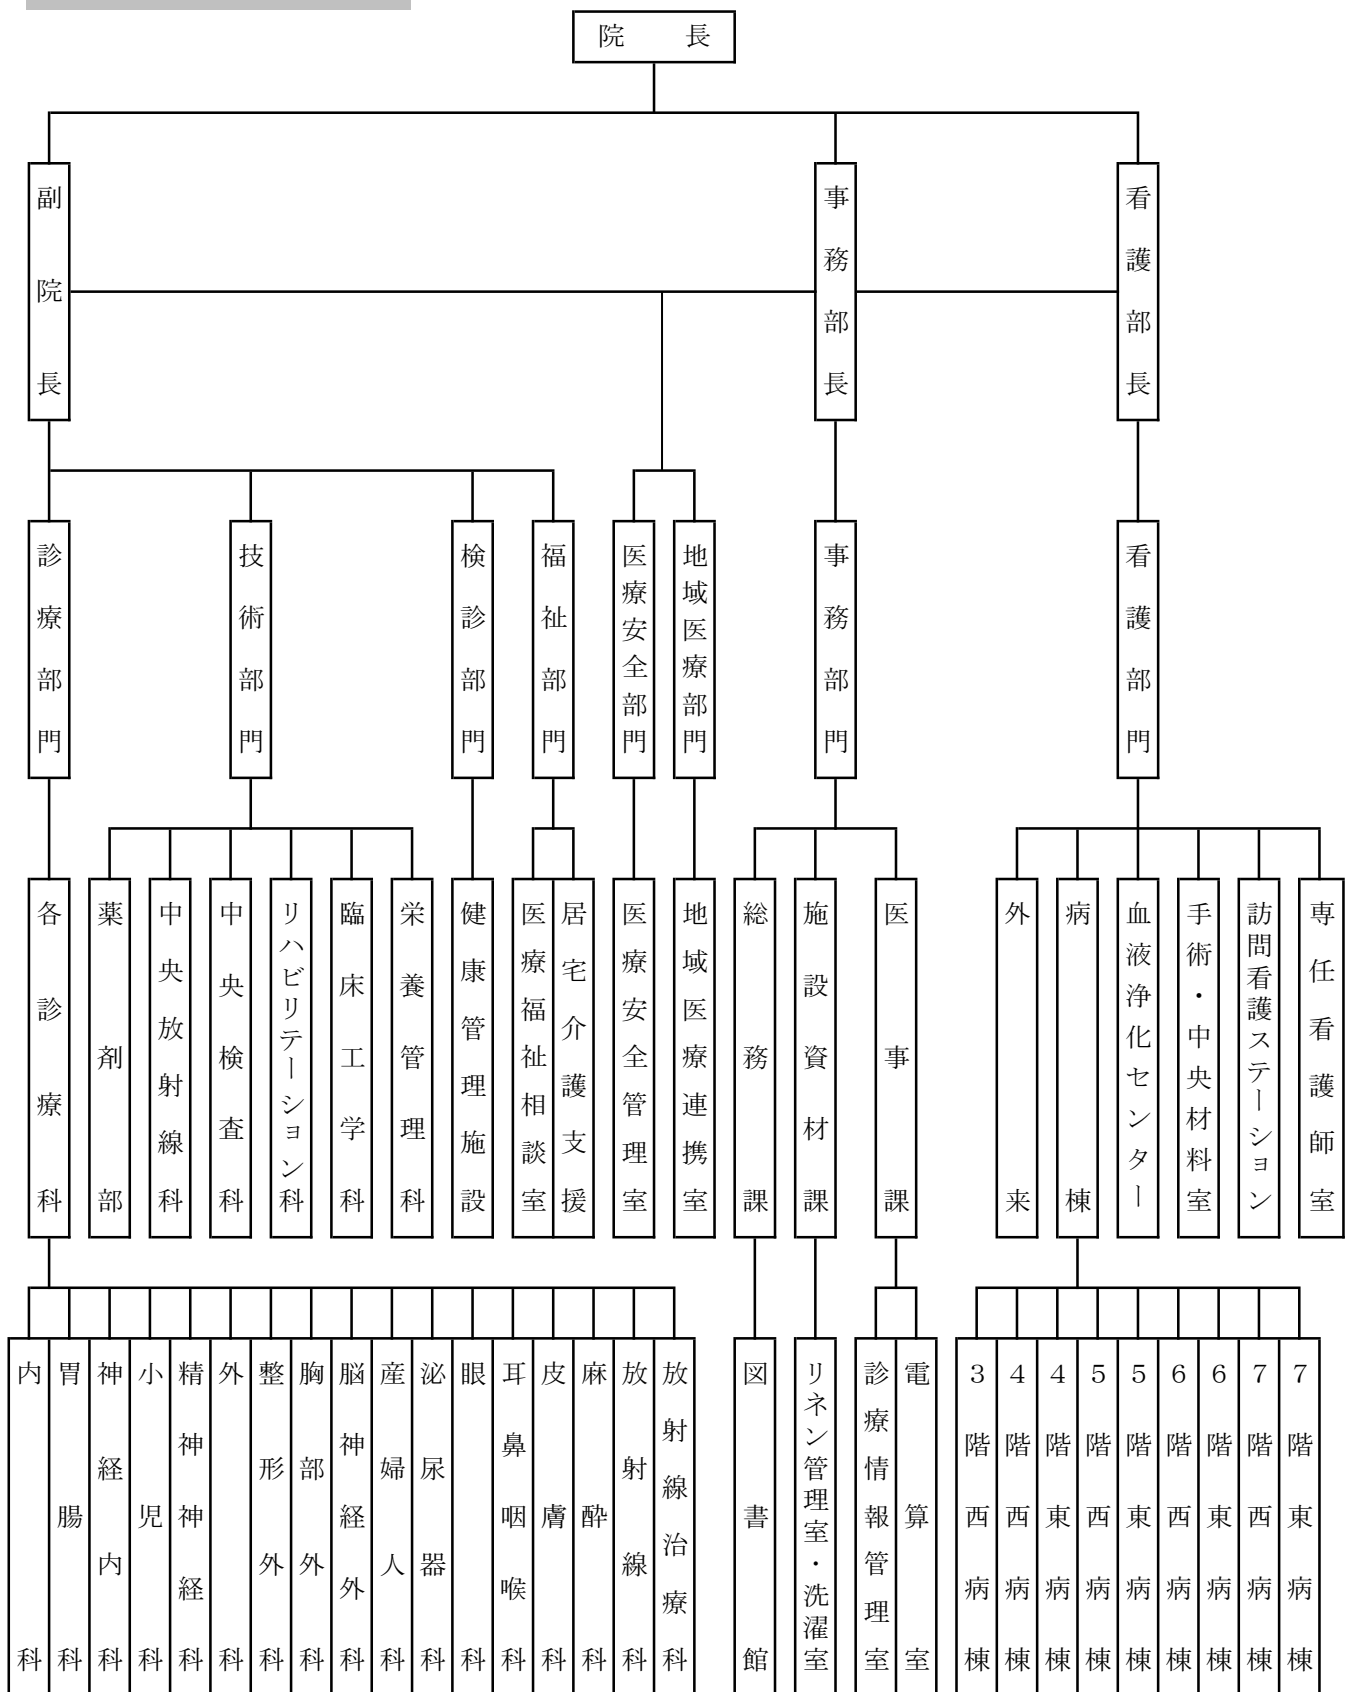 院長
副院長
事務部長
看護部長
診療部門
技術部門
検診部門
福祉部門
医療安全部門
地域医療部門
事務部門
看護部門
各診療科
薬剤部
中央放射線科
中央検査科
リハビリテーション科
臨床工学科
栄養管理科
健康管理施設
医療福祉相談室
居宅介護支援
医療安全管理室
地域医療連携室
総務課
施設資材課
医事課
外来
病棟
血液浄化センター
手術・中央材料室
訪問看護ステーション
専任看護師室
内科
胃腸科
神経内科
小児科
精神神経科
外科
整形外科
胸部外科
脳神経外科
産婦人科
泌尿器科
眼科
耳鼻咽喉科
皮膚科
麻酔科
放射線科
放射線治療科
図書館
リネン管理室・洗濯室
診療情報管理室
電算室
3階西病棟
4階西病棟
4階東病棟
5階西病棟
5階東病棟
6階西病棟
6階東病棟
7階西病棟
7階東病棟